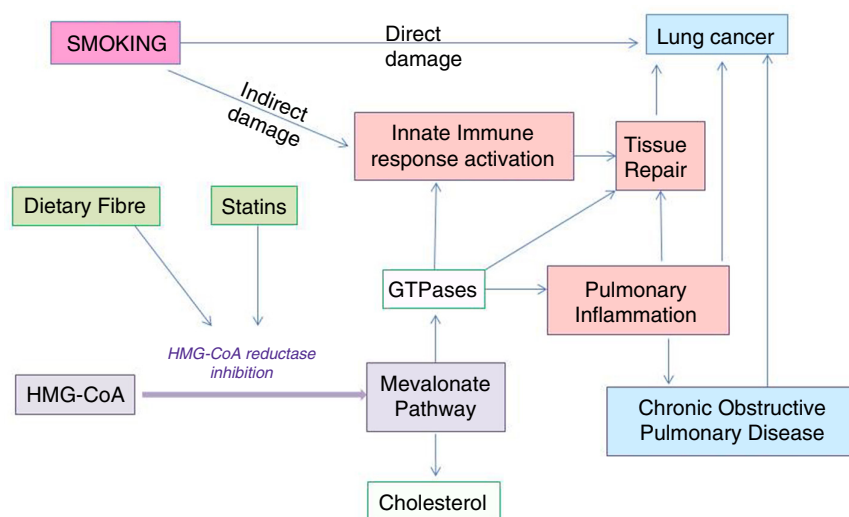 SMOKING
Direct
damage
Lung cancer
Indirect
damage
Innate Immune
response activation
Tissue
Repair
Dietary Fibre
Statins
GTPases
Pulmonary
Inflammation
HMG-CoA reductase
inhibition
HMG-CoA
Mevalonate
Pathway
Chronic Obstructive
Pulmonary Disease
Cholesterol